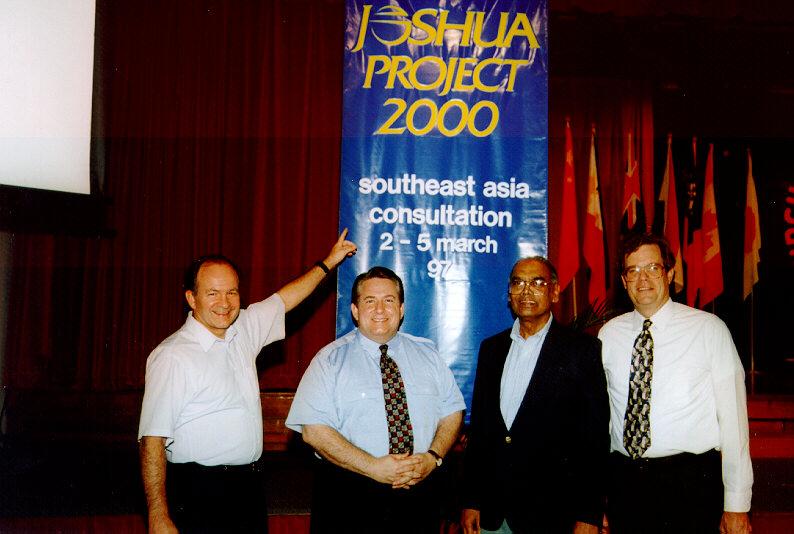 JOSHUA
PROJECT
2000
southeast asia
consultation
2 - 5 march
97